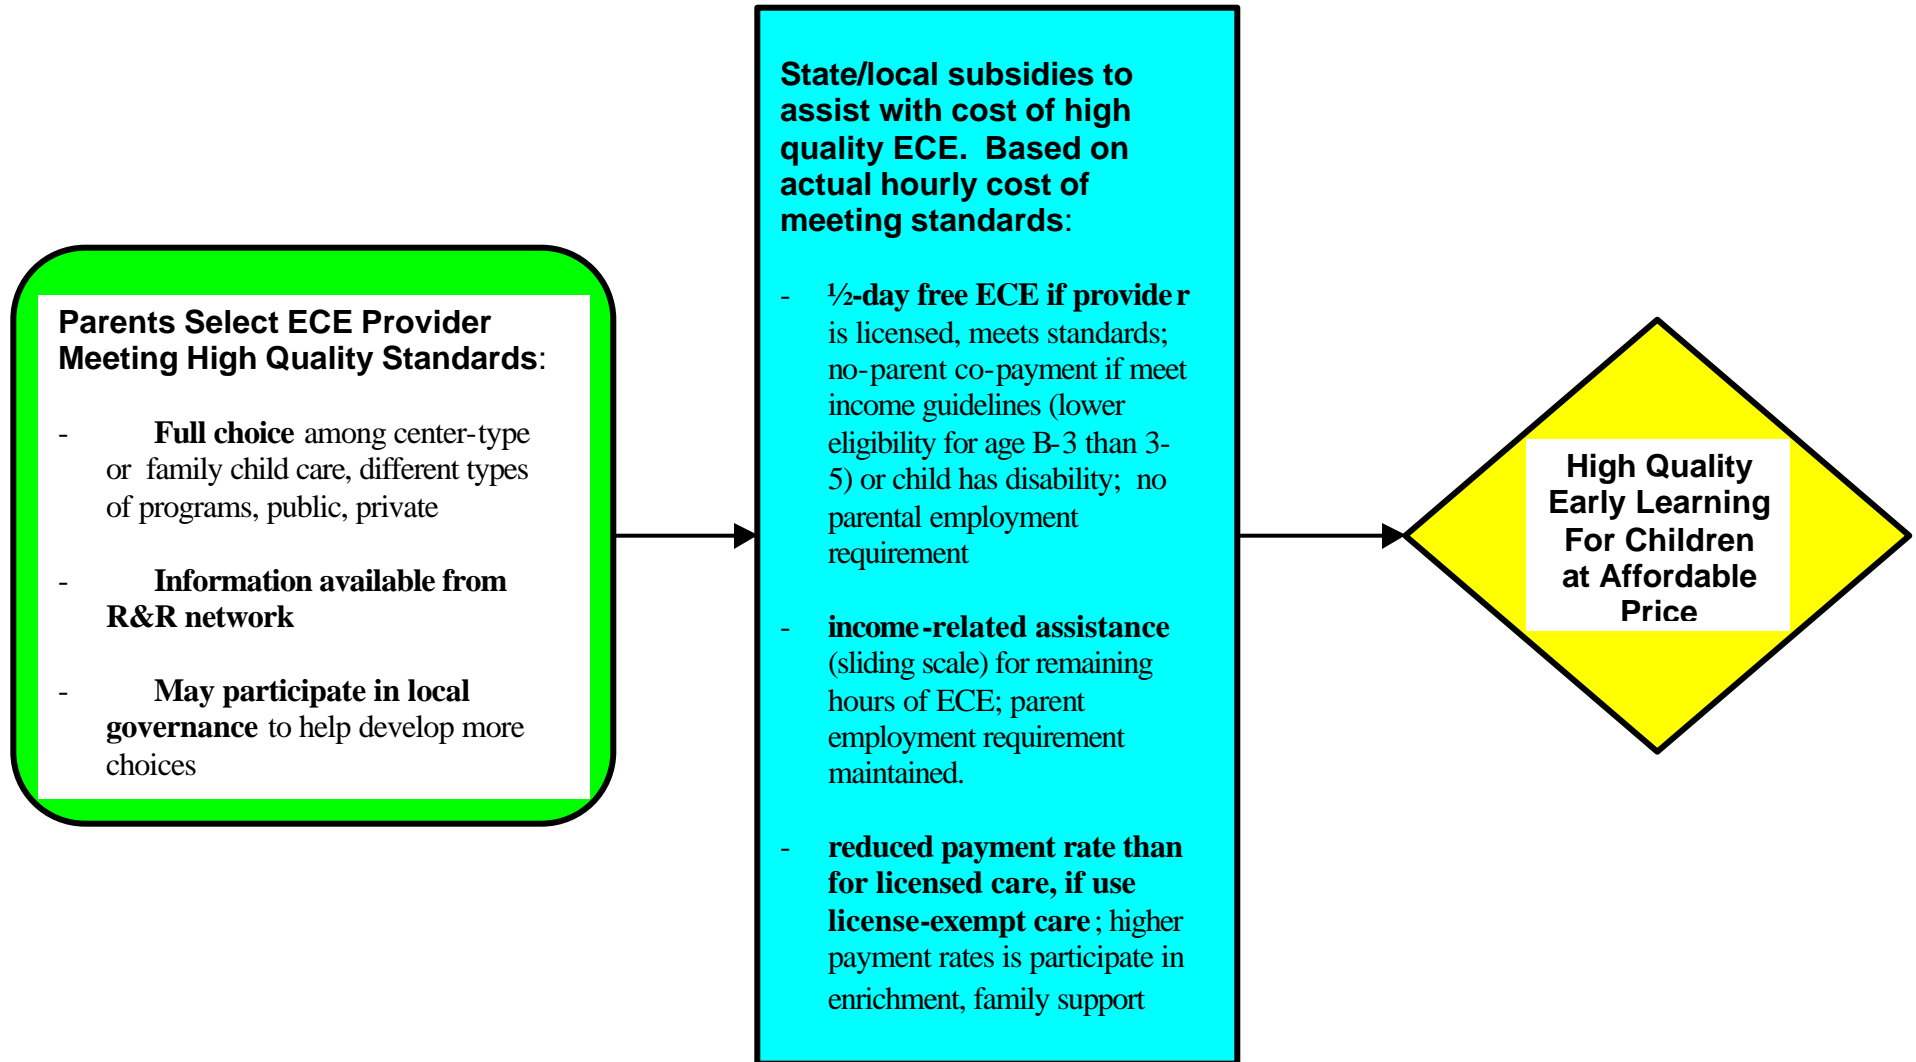 Parents Select ECE Provider
Meeting High Quality Standards:
- Full choice among center-type
or family child care, different types
of programs, public, private
- Information available from
R&R network
- May participate in local
governance to help develop more
choices
State/local subsidies to
assist with cost of high
quality ECE. Based on
actual hourly cost of
meeting standards:
- ½-day free ECE if provider
is licensed, meets standards;
no-parent co-payment if meet
income guidelines (lower
eligibility for age B-3 than 3-
5) or child has disability; no
parental employment
requirement
- income-related assistance
(sliding scale) for remaining
hours of ECE; parent
employment requirement
maintained.
- reduced payment rate than
for licensed care, if use
license-exempt care; higher
payment rates is participate in
enrichment, family support
High Quality
Early Learning
For Children
at Affordable
Price